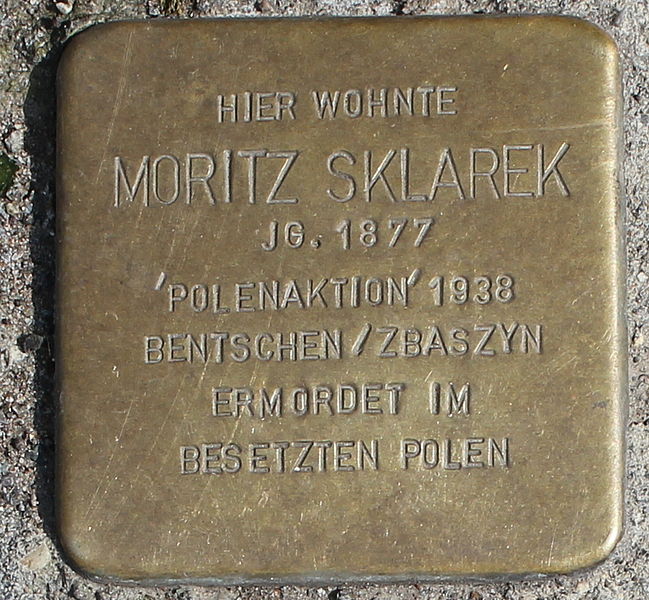 HIER WOHNTE
MORITZ SKLAREK
JG. 1877
'POLENAKTION' 1938
BENTSCHEN/ZBASZYN
ERMORDET IM
BESETZTEN POLEN